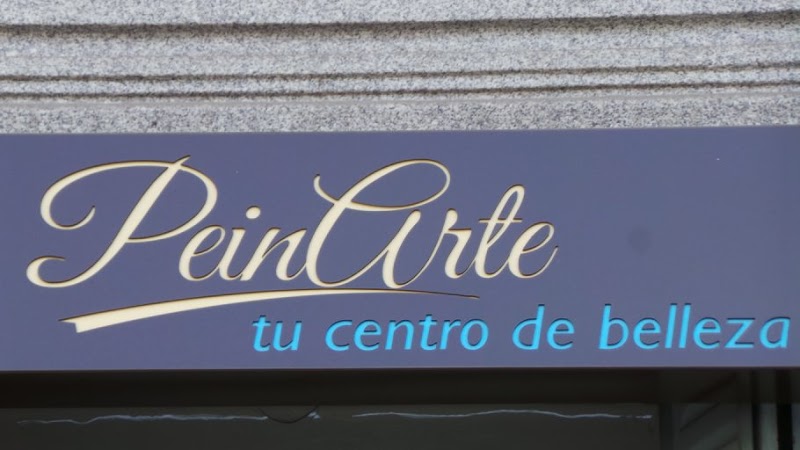 PeinArte
tu centro de belleza